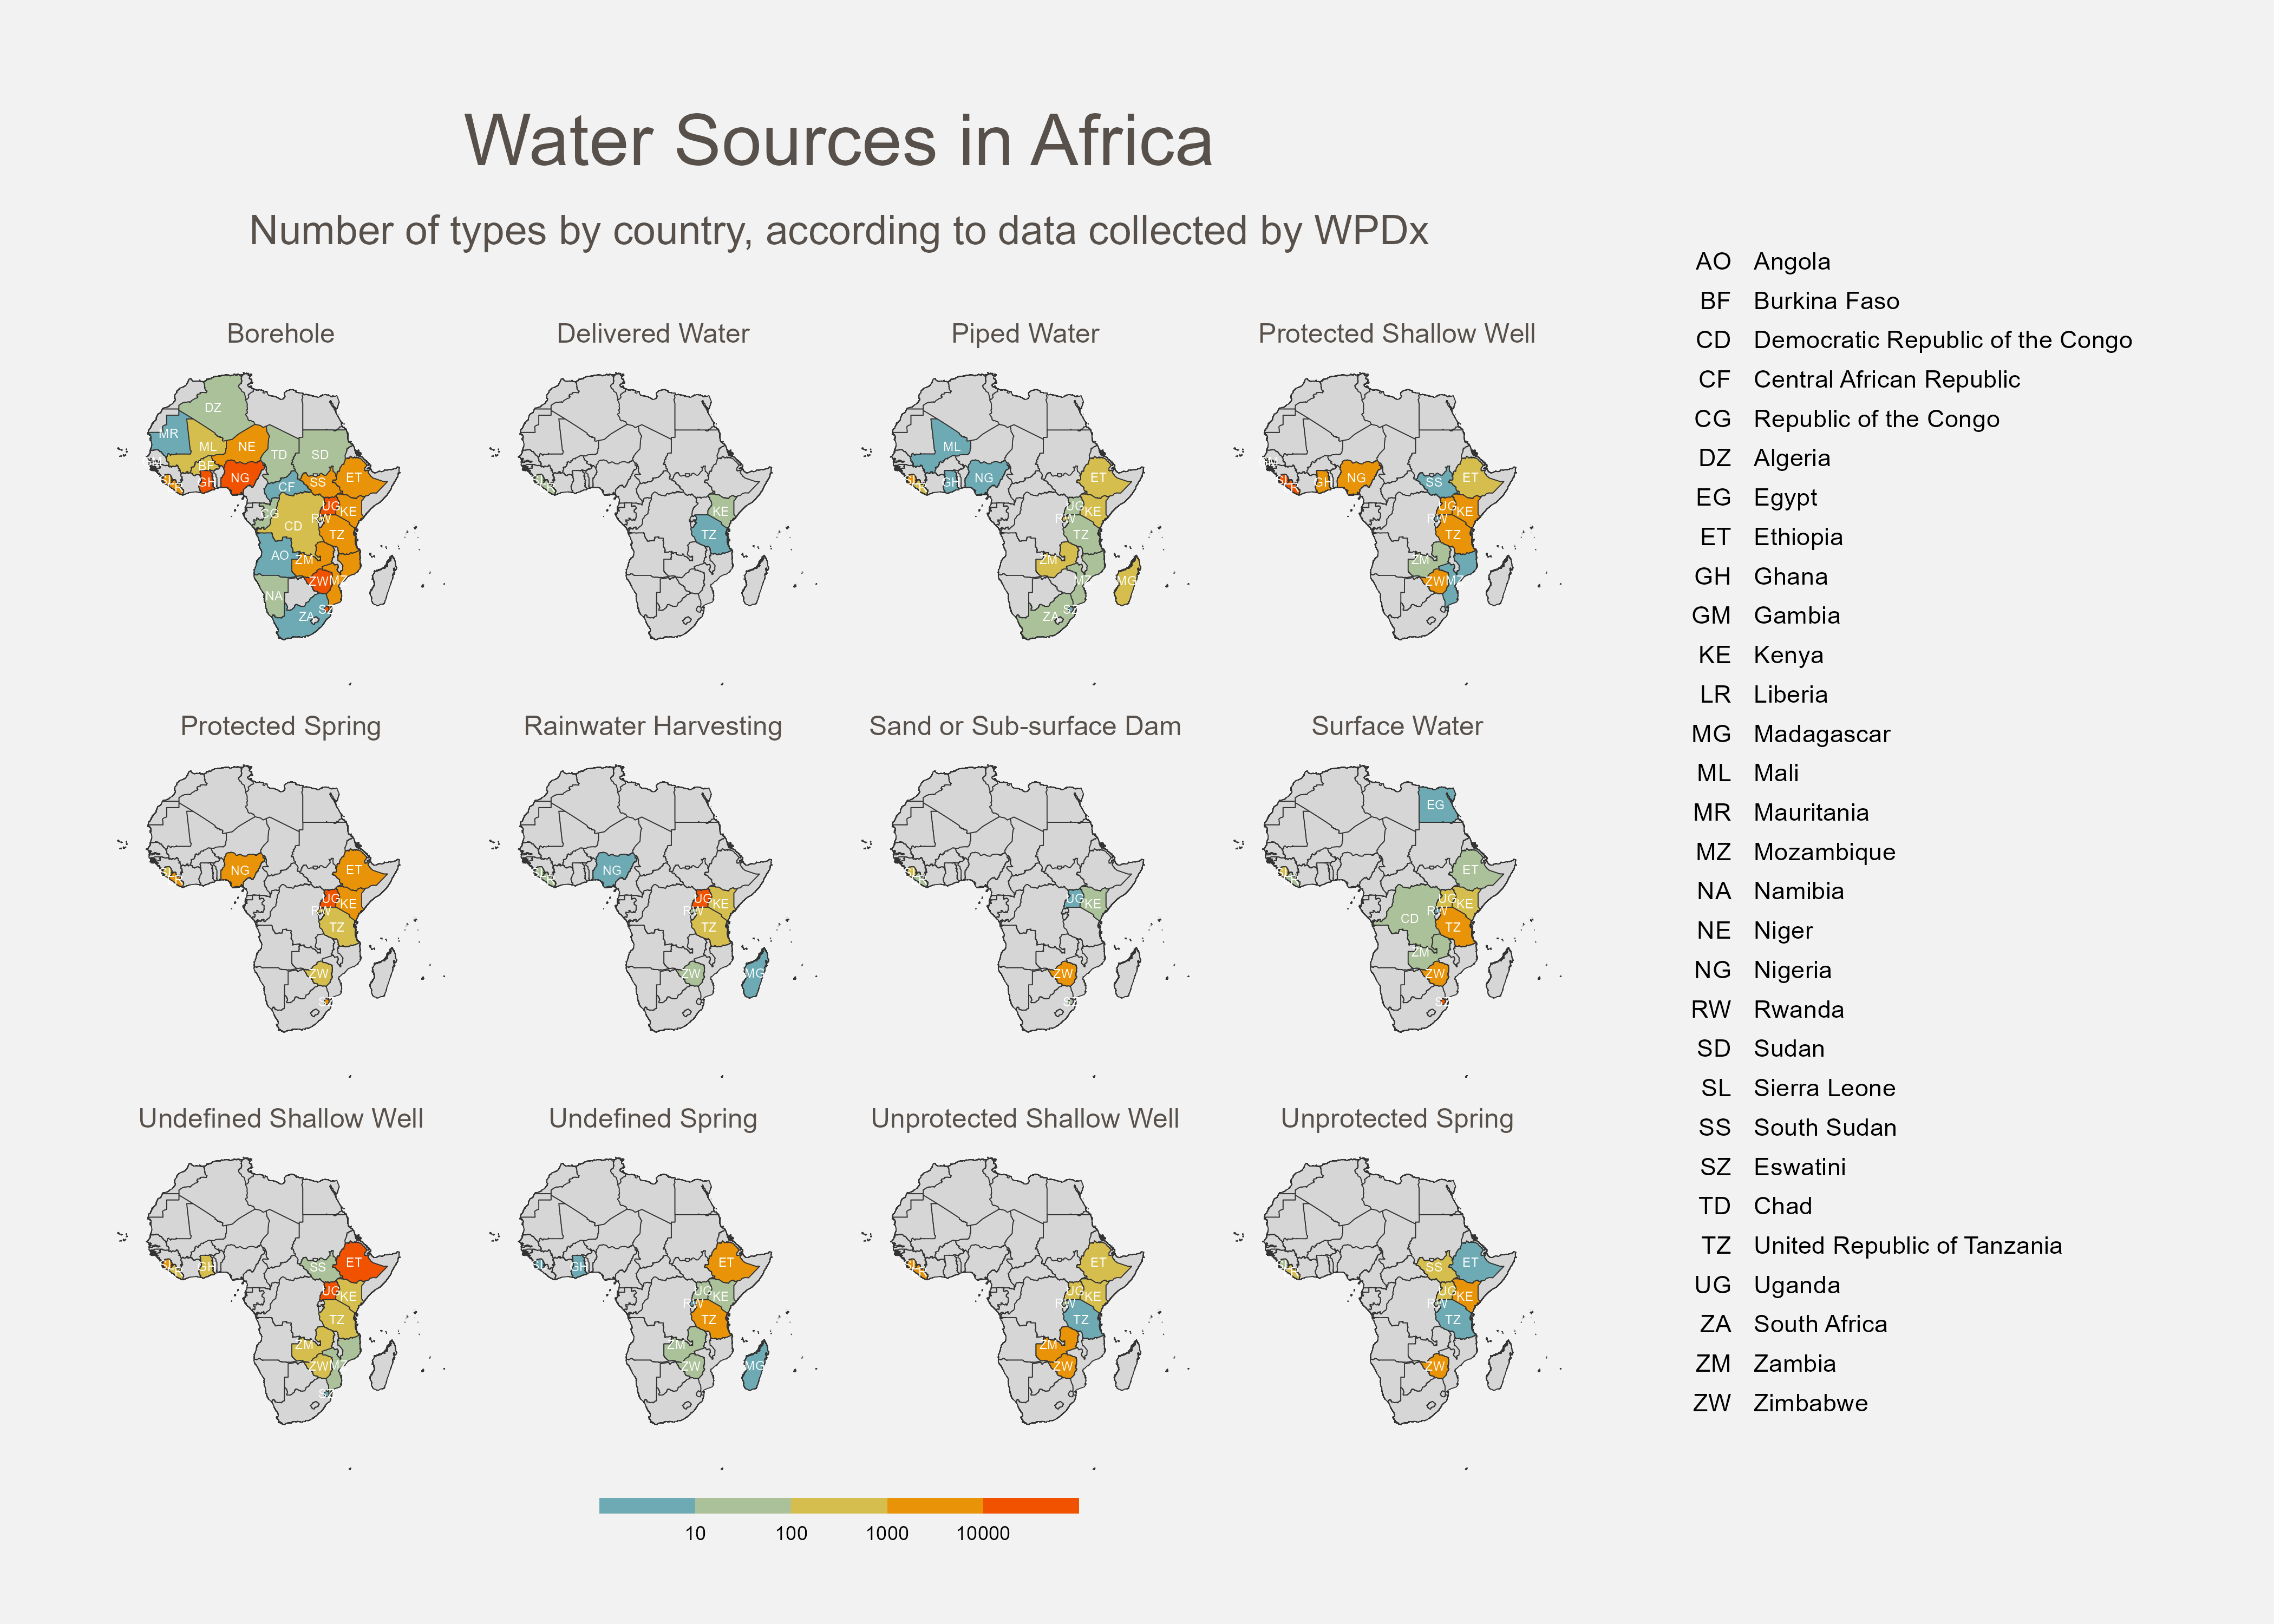 Water Sources in Africa
Number of types by country, according to data collected by WPDx
Borehole
DZ
MR
ML
NE
TD
SD
BF
GH
NG
CF
SS
ET
CG
CD
UG
KE
RW
TZ
AO
ZM
ZW
MZ
NA
SZ
ZA
Delivered Water
KE
TZ
Piped Water
ML
GH
NG
ET
UG
KE
RW
TZ
ZM
MZ
MG
SZ
ZA
Protected Shallow Well
GH
NG
SS
ET
UG
KE
RW
TZ
ZM
ZW
MZ
Protected Spring
NG
ET
UG
KE
RW
TZ
ZW
SZ
Rainwater Harvesting
NG
UG
KE
RW
TZ
ZW
MG
Sand or Sub-surface Dam
UG
KE
ZW
SZ
Surface Water
EG
ET
UG
KE
RW
CD
TZ
ZM
ZW
SZ
Undefined Shallow Well
GH
SS
ET
UG
KE
TZ
ZM
ZW
MZ
SZ
Undefined Spring
GH
ET
UG
KE
RW
TZ
ZM
ZW
MG
Unprotected Shallow Well
ET
UG
KE
RW
TZ
ZM
ZW
Unprotected Spring
SS
ET
UG
KE
RW
TZ
ZW
10 100 1000 10000
AO Angola
BF Burkina Faso
CD Democratic Republic of the Congo
CF Central African Republic
CG Republic of the Congo
DZ Algeria
EG Egypt
ET Ethiopia
GH Ghana
GM Gambia
KE Kenya
LR Liberia
MG Madagascar
ML Mali
MR Mauritania
MZ Mozambique
NA Namibia
NE Niger
NG Nigeria
RW Rwanda
SD Sudan
SL Sierra Leone
SS South Sudan
SZ Eswatini
TD Chad
TZ United Republic of Tanzania
UG Uganda
ZA South Africa
ZM Zambia
ZW Zimbabwe